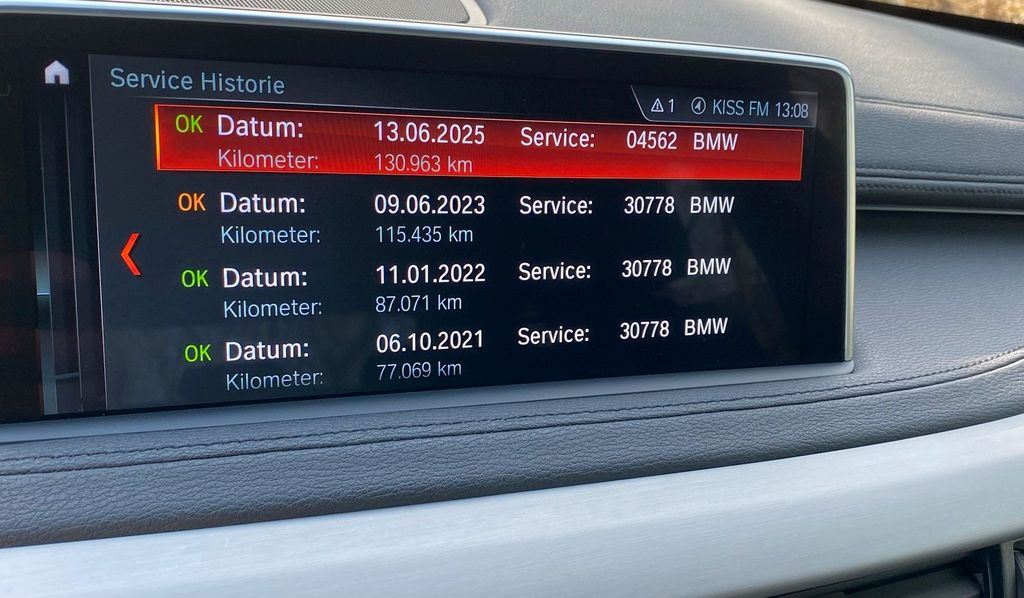 Service Historie
1 KISS FM 13:08
OK Datum: 13.06.2025 Service: 04562 BMW
Kilometer: 130.963 km
OK Datum: 09.06.2023 Service: 30778 BMW
Kilometer: 115.435 km
OK Datum: 11.01.2022 Service: 30778 BMW
Kilometer: 87.071 km
OK Datum: 06.10.2021 Service: 30778 BMW
Kilometer: 77.069 km